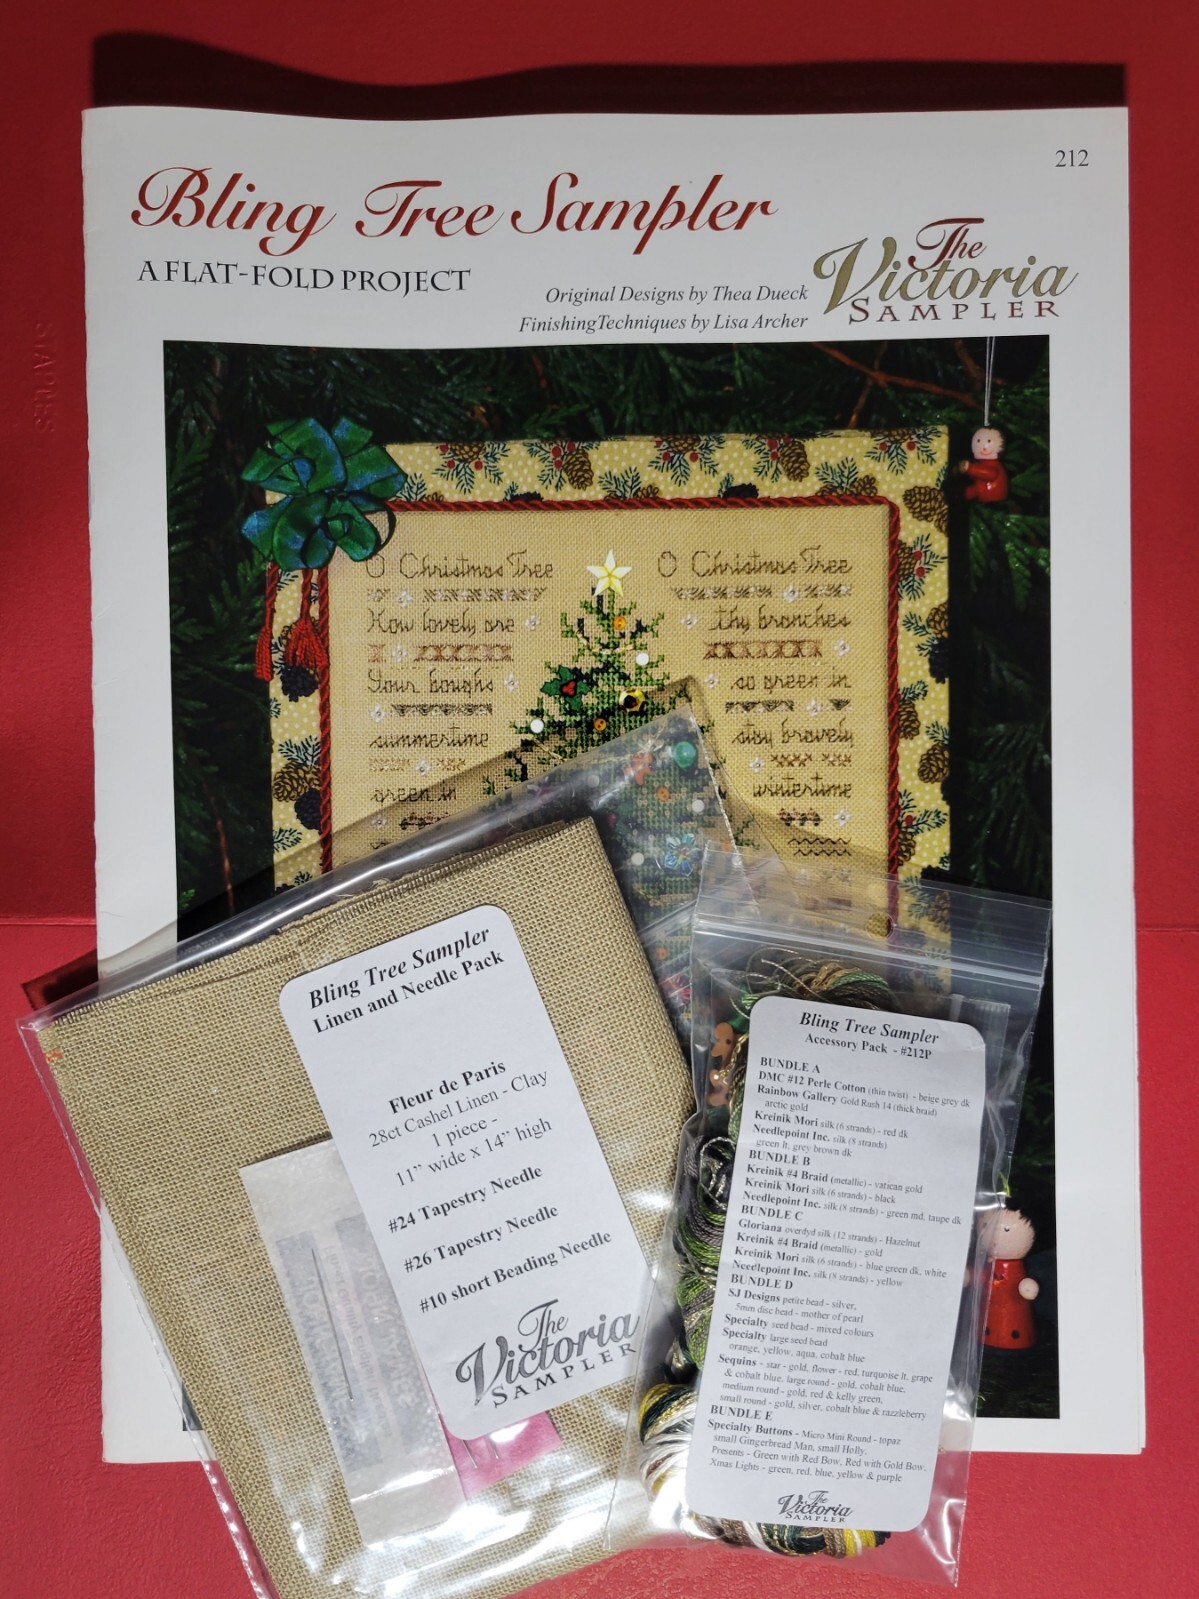 212
Bling Tree Sampler
A FLAT-FOLD PROJECT
The
Victoria
SAMPLER
Original Designs by Thea Dueck
FinishingTechniques by Lisa Archer
STAPLES
O Christmas Tree
How lovely are
Your boughs
summertime
green in
O Christmas Tree
thy branches
so green in
stay bravely
wintertime
Bling Tree Sampler
Linen and Needle Pack
Fleur de Paris
28ct Cashel Linen - Clay
1 piece -
11" wide x 14" high
#24 Tapestry Needle
#26 Tapestry Needle
#10 short Beading Needle
The
Victoria
SAMPLER
Bling Tree Sampler
Accessory Pack - #212P
BUNDLE A
DMC #12 Perle Cotton (thin twist) - beige grey dk
Rainbow Gallery Gold Rush 14 (thick braid)
arctic gold
Kreinik Mori silk (6 strands) - red dk
Needlepoint Inc. silk (8 strands)
green lt, grey brown dk
BUNDLE B
Kreinik #4 Braid (metallic) - vatican gold
Kreinik Mori silk (6 strands) - black
Needlepoint Inc. silk (8 strands) - green md, taupe dk
BUNDLE C
Gloriana overdyd silk (12 strands) - Hazelnut
Kreinik #4 Braid (metallic) - gold
Kreinik Mori silk (6 strands) - blue green dk, white
Needlepoint Inc. silk (8 strands) - yellow
BUNDLE D
SJ Designs petite bead - silver,
5mm disc bead - mother of pearl
Specialty seed bead - mixed colours
Specialty large seed bead
orange, yellow, aqua, cobalt blue
Sequins - star - gold, flower - red, turquoise lt, grape
& cobalt blue, large round - gold, cobalt blue,
medium round - gold, red & kelly green,
small round - gold, silver, cobalt blue & razzleberry
BUNDLE E
Specialty Buttons - Micro Mini Round - topaz
small Gingerbread Man, small Holly,
Presents - Green with Red Bow, Red with Gold Bow,
Xmas Lights - green, red, blue, yellow & purple
The
Victoria
SAMPLER